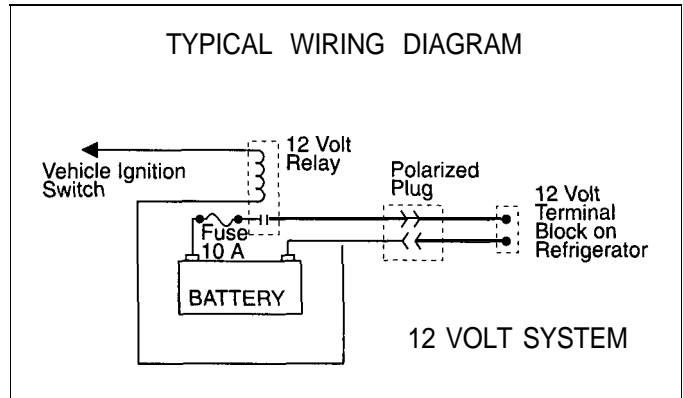 TYPICAL WIRING DIAGRAM
12 Volt
Relay
Vehicle Ignition
Switch
Polarized
Plug
12 Volt
Terminal
Block on
Refrigerator
Fuse
10 A
BATTERY
12 VOLT SYSTEM